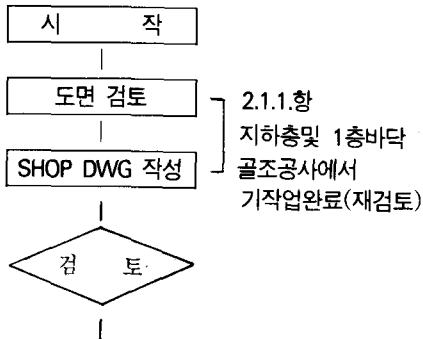 시 작
도면 검토
2.1.1.항
지하층및 1층바닥
SHOP DWG 작성
골조공사에서
기작업완료(재검토)
검 토